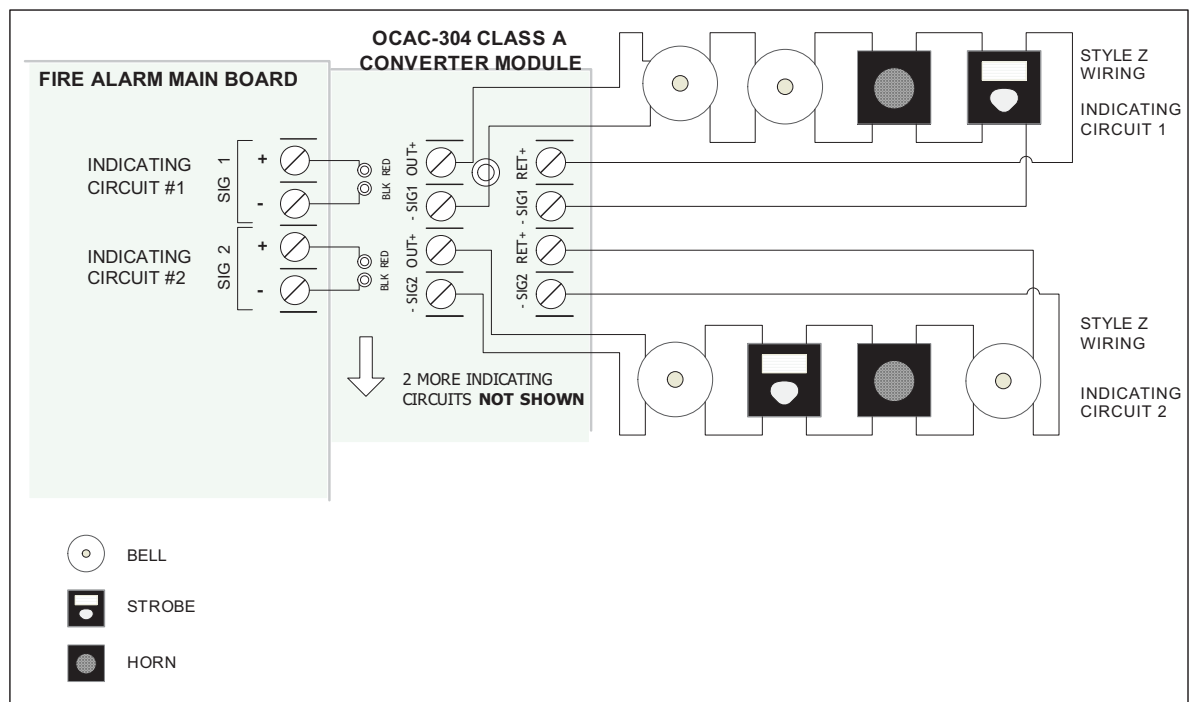 OCAC-304 CLASS A
CONVERTER MODULE
FIRE ALARM MAIN BOARD
INDICATING
CIRCUIT #1
SIG 1
+
-
RED
BLK
OUT+
- SIG1
RET+
- SIG1
INDICATING
CIRCUIT #2
SIG 2
+
-
RED
BLK
OUT+
- SIG2
RET+
- SIG2
2 MORE INDICATING
CIRCUITS NOT SHOWN
STYLE Z
WIRING
INDICATING
CIRCUIT 1
STYLE Z
WIRING
INDICATING
CIRCUIT 2
BELL
STROBE
HORN